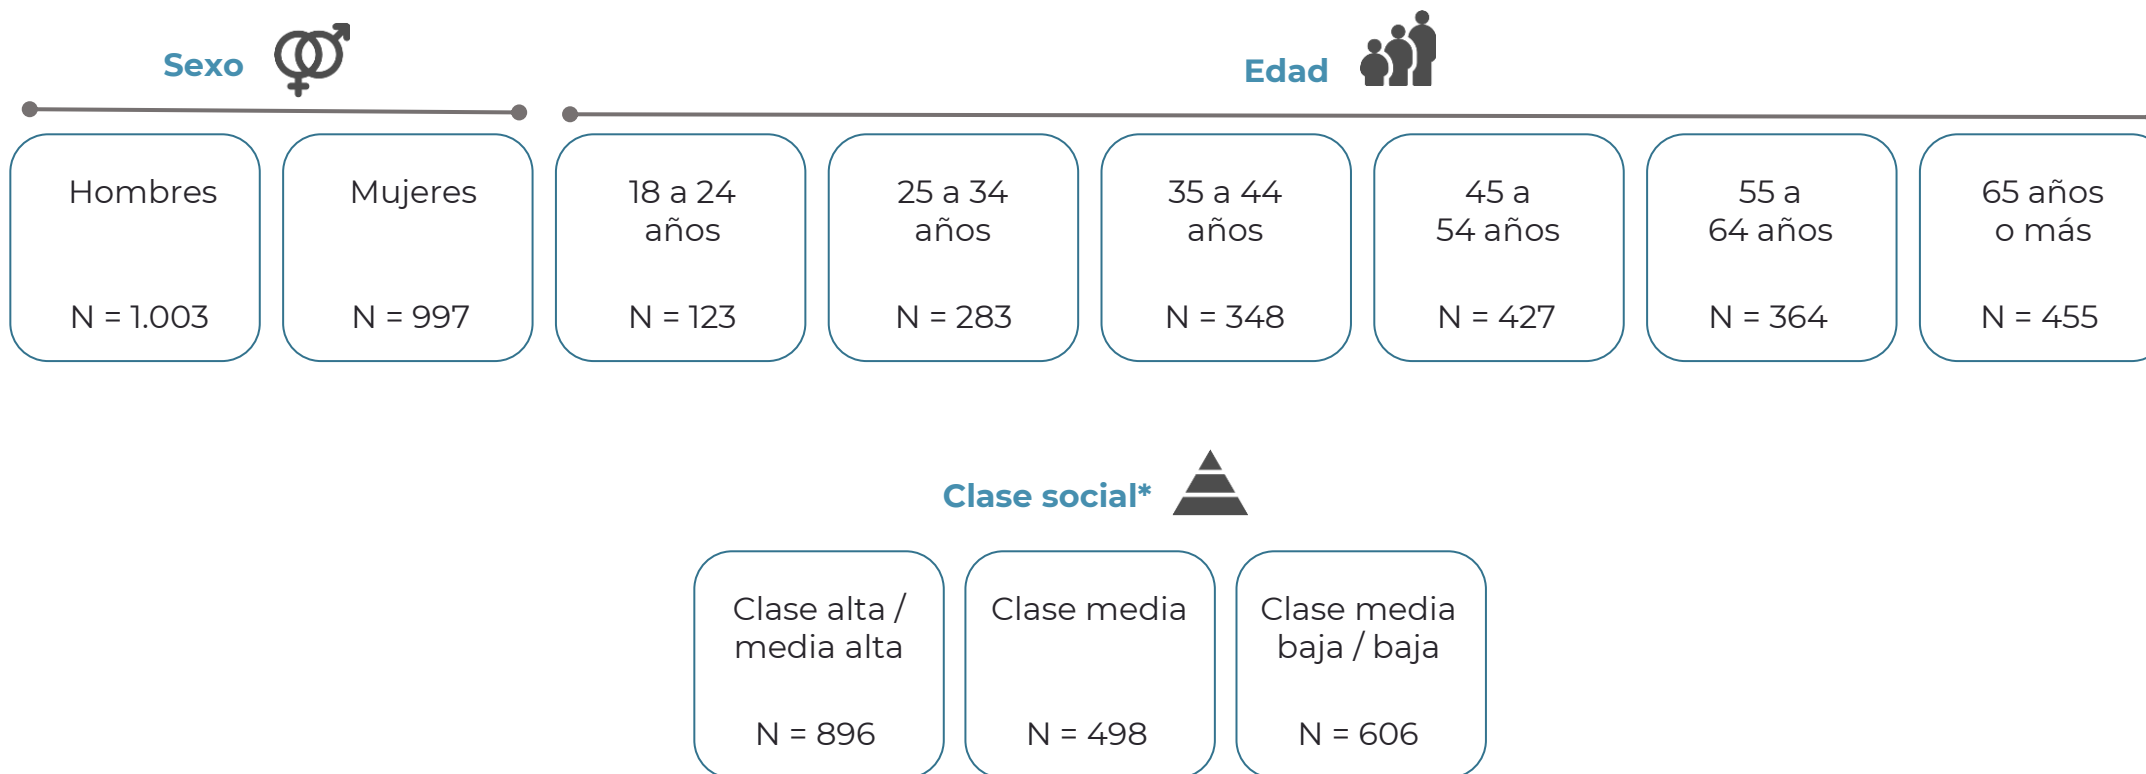 Sexo
Edad
Hombres
N = 1.003
Mujeres
N = 997
18 a 24
años
N = 123
25 a 34
años
N = 283
35 a 44
años
N = 348
45 a
54 años
N = 427
55 a
64 años
N = 364
65 años
o más
N = 455
Clase social*
Clase alta /
media alta
N = 896
Clase media
N = 498
Clase media
baja / baja
N = 606